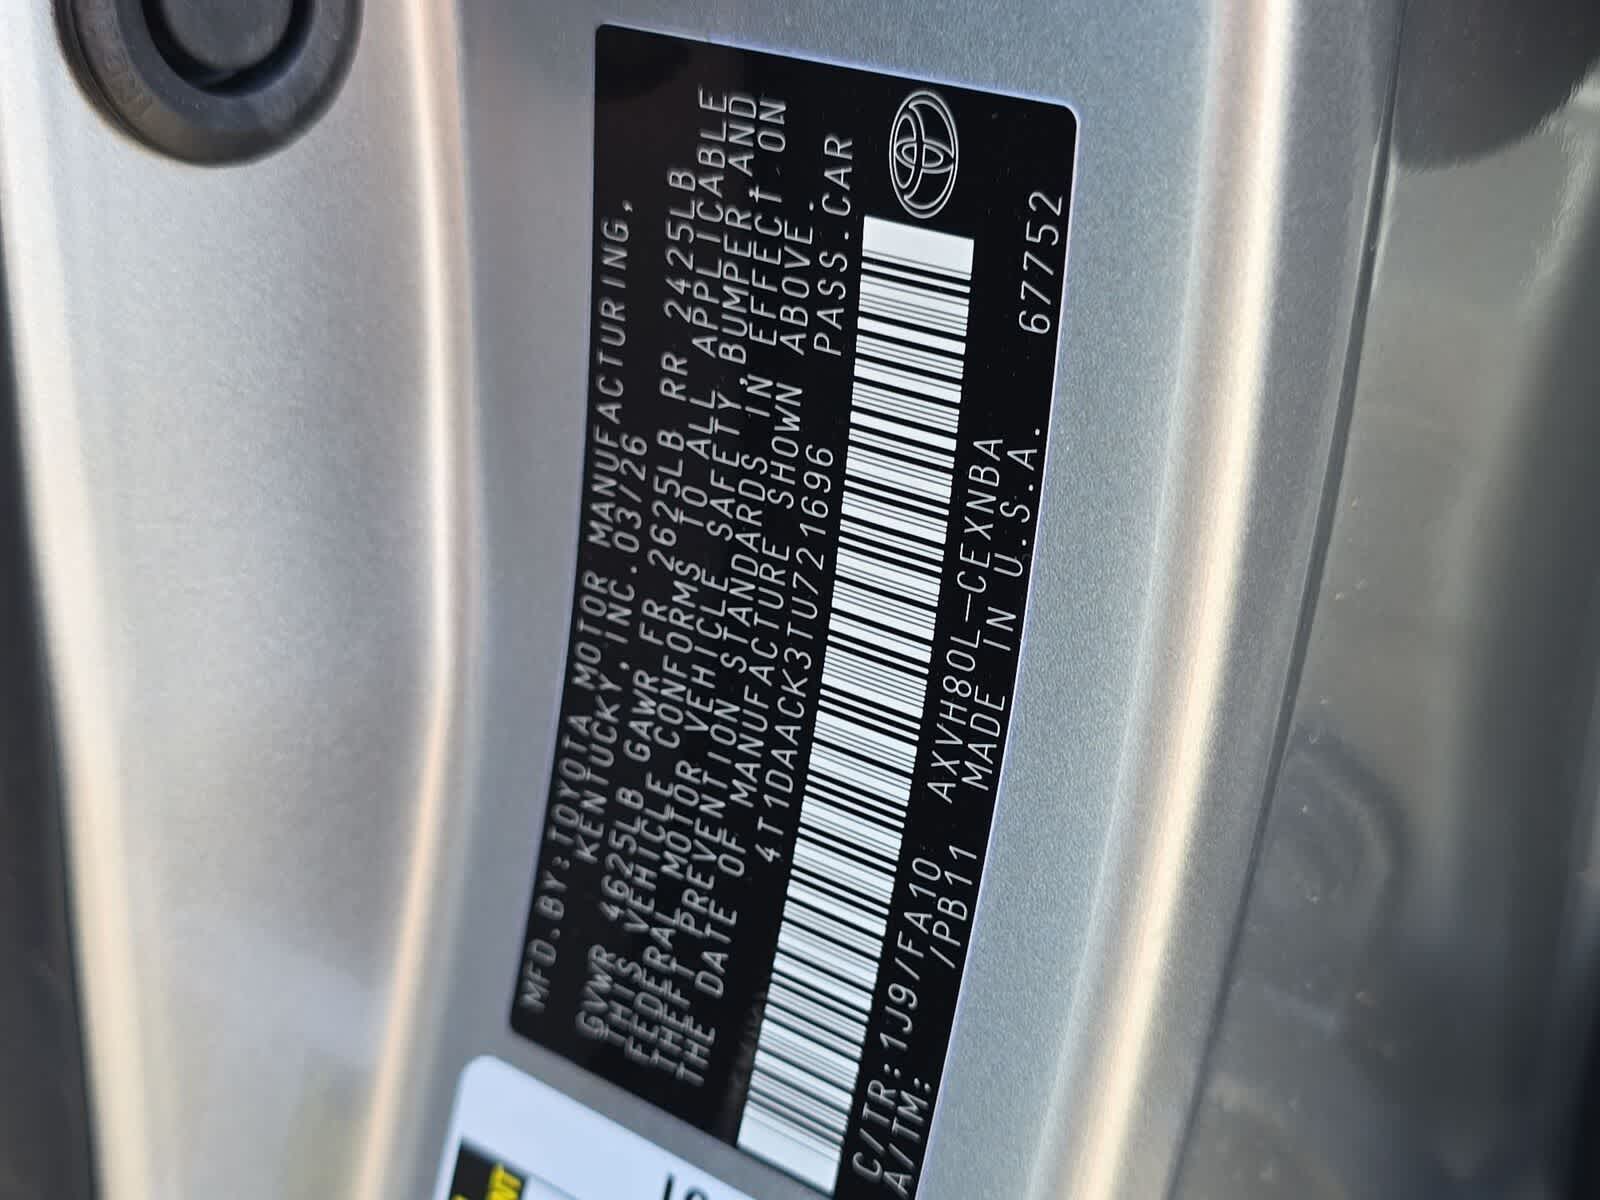 MFD.BY:TOYOTA MOTOR MANUFACTURING,
KENTUCKY,INC.03/26
GVWR 4625LB GAWR FR 2625LB RR 2425LB
THIS VEHICLE CONFORMS TO ALL APPLICABLE
FEDERAL MOTOR VEHICLE SAFETY,BUMPER,AND
THEFT PREVENTION STANDARDS IN EFFECT ON
THE DATE OF MANUFACTURE SHOWN ABOVE.
4T1DAACK3TU721696 PASS.CAR
C/TR:1J9/FA10 AXVH80L-CEXNBA 67752
A/TM: /PB11 MADE IN U.S.A.